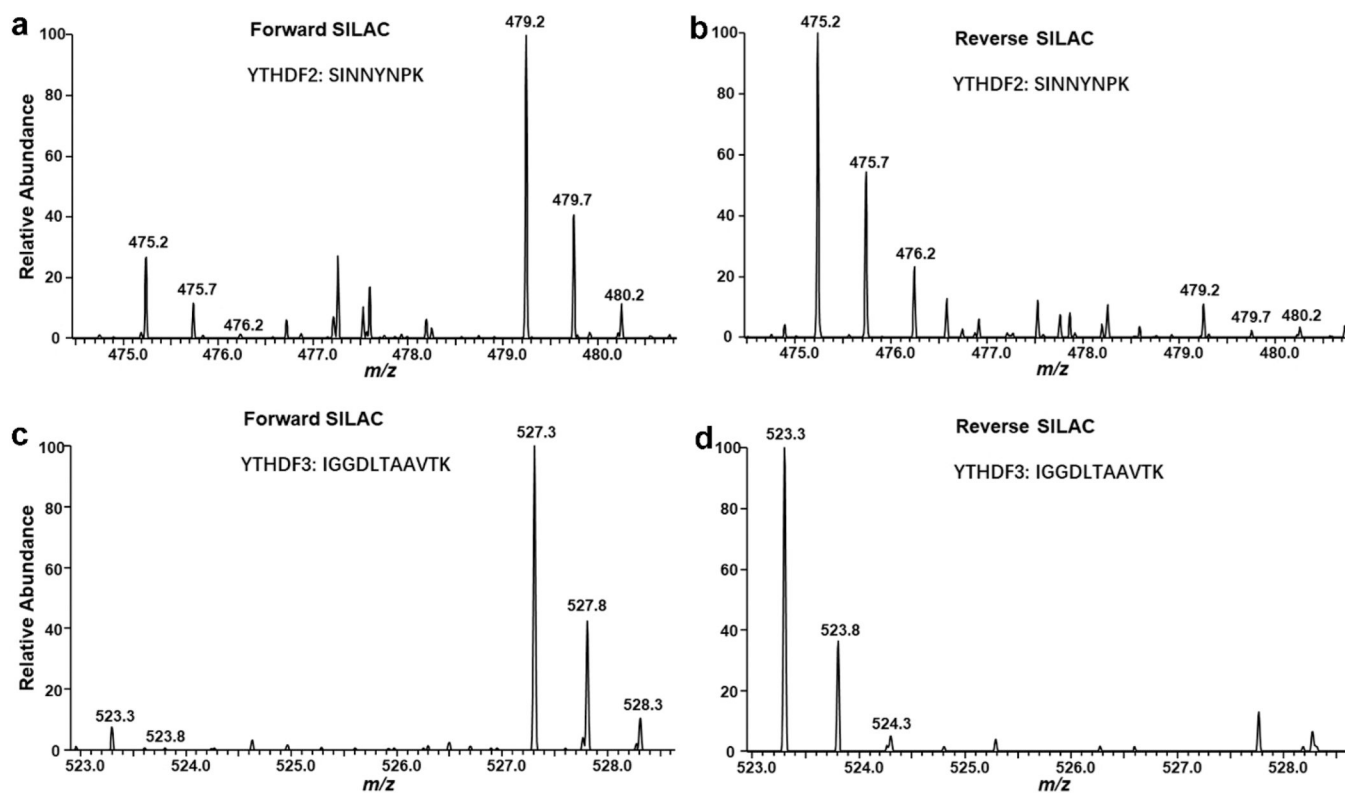 a
Forward SILAC
YTHDF2: SINNYNPK
479.2
479.7
480.2
475.2
475.7
476.2
100
80
60
40
20
0
Relative Abundance
475.0 476.0 477.0 478.0 479.0 480.0
m/z
b
Reverse SILAC
YTHDF2: SINNYNPK
475.2
475.7
476.2
479.2
479.7
480.2
100
80
60
40
20
0
475.0 476.0 477.0 478.0 479.0 480.0
m/z
c
Forward SILAC
YTHDF3: IGGDLTAAVTK
527.3
527.8
528.3
523.3
523.8
100
80
60
40
20
0
Relative Abundance
523.0 524.0 525.0 526.0 527.0 528.0
m/z
d
Reverse SILAC
YTHDF3: IGGDLTAAVTK
523.3
523.8
524.3
100
80
60
40
20
0
523.0 524.0 525.0 526.0 527.0 528.0
m/z